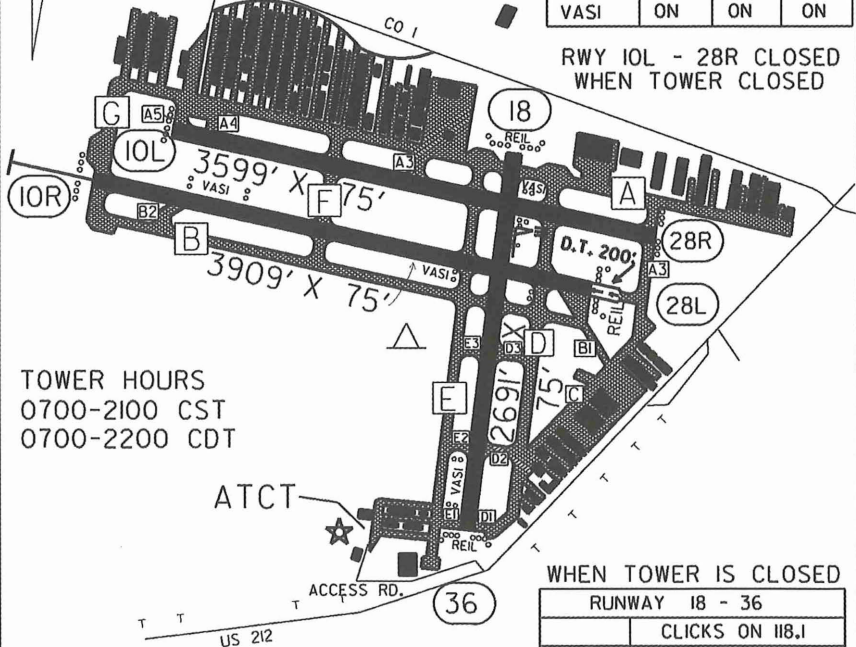 CO 1
VASI ON ON ON
RWY 10L - 28R CLOSED
WHEN TOWER CLOSED
18
REIL
G
A5
A4
10L
A3
3599' X 75'
VASI
A
10R
VASI
F
B2
B
D.T. 200'
28R
A3
3909' X 75'
VASI
REIL
28L
E3
D3
D
B1
TOWER HOURS
0700-2100 CST
0700-2200 CDT
E
2691' X 75'
C
E2
D2
VASI
ATCT
E1
D1
REIL
ACCESS RD.
36
T T T T T T T T T
US 212
WHEN TOWER IS CLOSED
RUNWAY 18 - 36
CLICKS ON 118.1